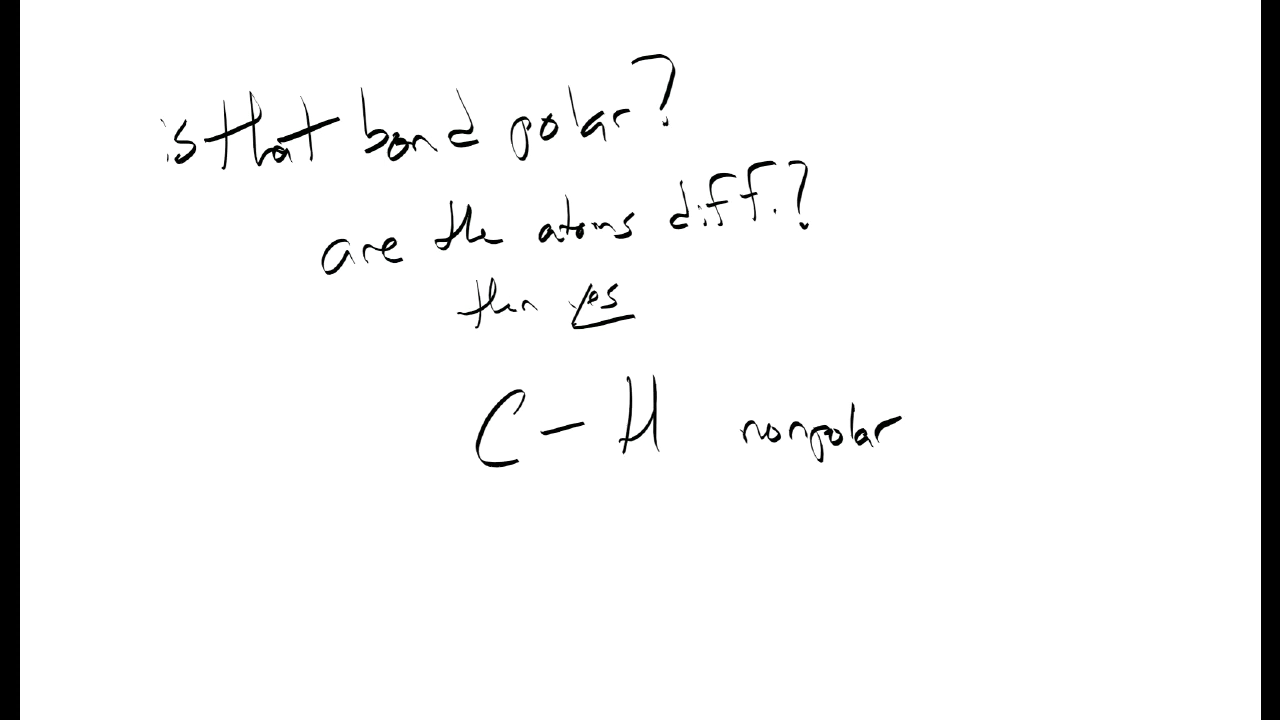 is that bond polar?
are the atoms diff.?
then yes
C - H nonpolar